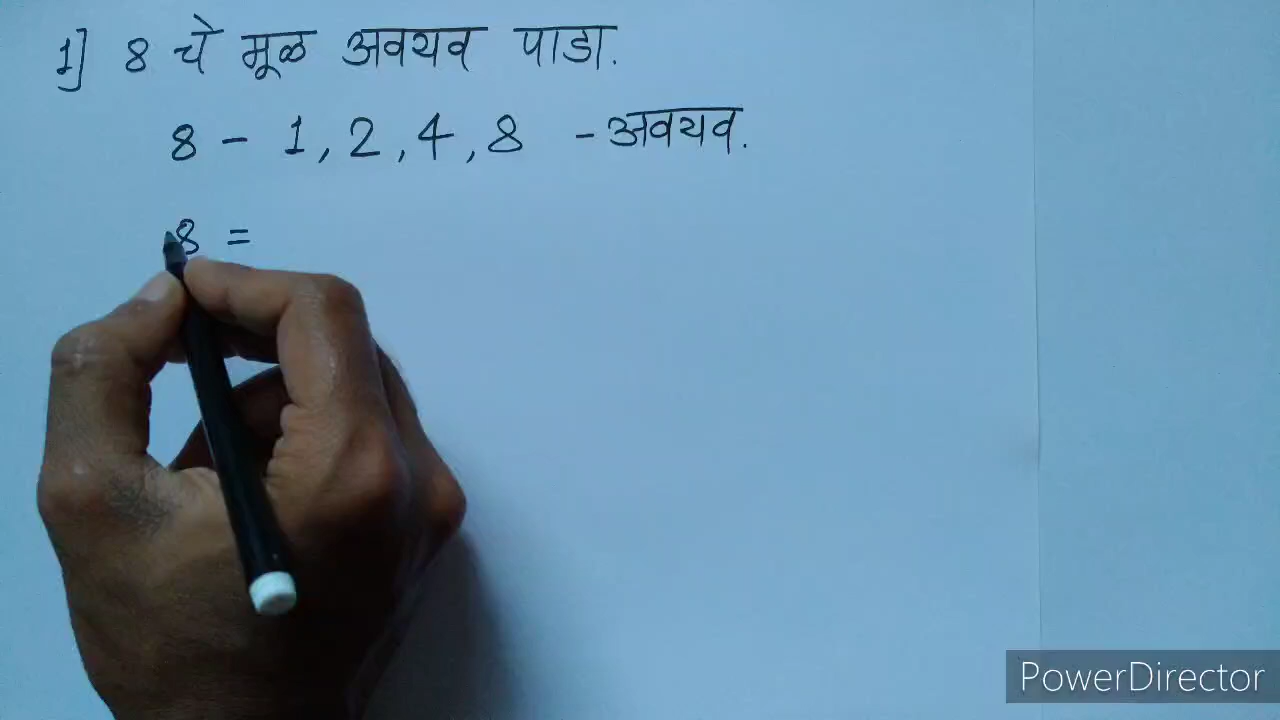 1] 8 चे मूळ अवयव पाडा.
8 - 1, 2, 4, 8 - अवयव.
8 =
PowerDirector